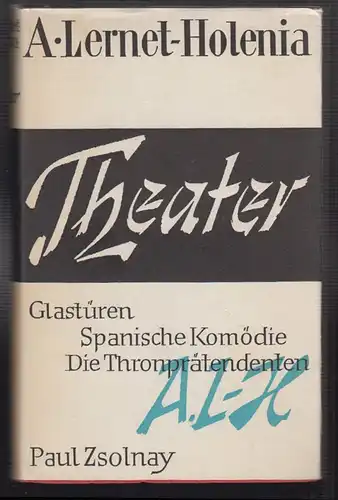 A. Lernet-Holenia
Theater
Glastüren
Spanische Komödie
Die Thronprätendenten
A.L-H
Paul Zsolnay